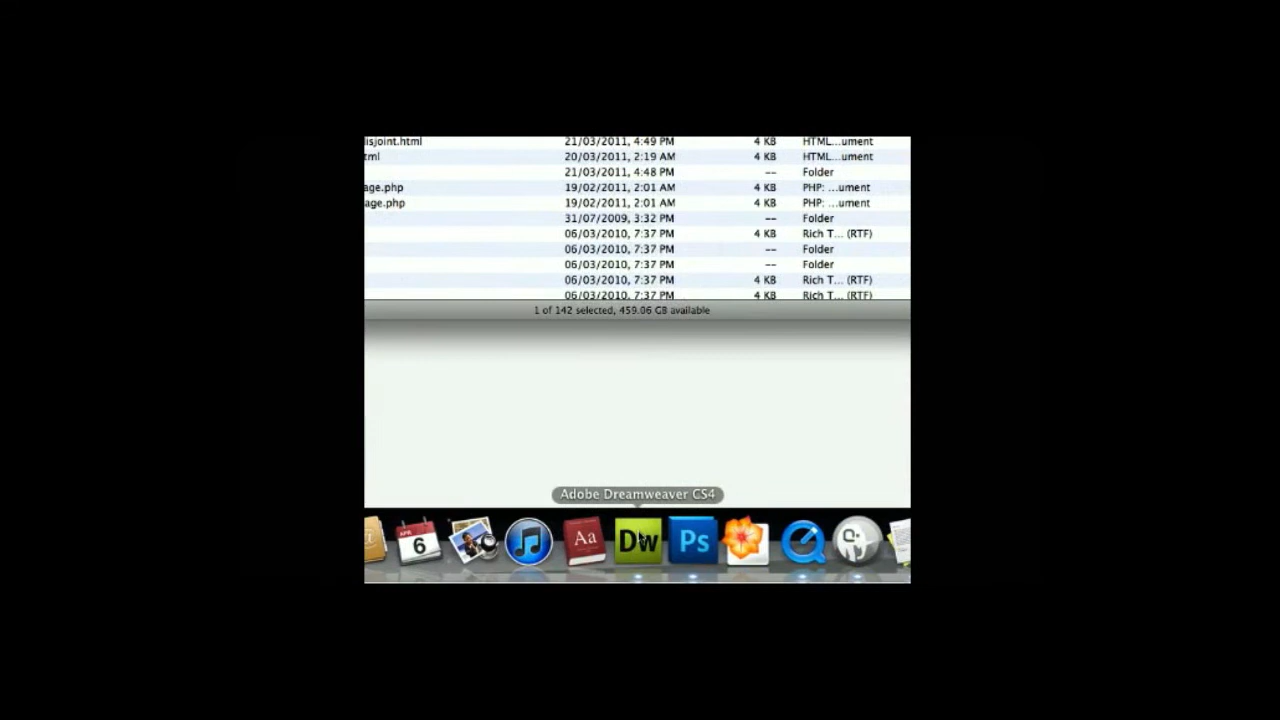 isjoint.html 21/03/2011, 4:49 PM 4 KB HTML...ument
tml 20/03/2011, 2:19 AM 4 KB HTML...ument
21/03/2011, 4:48 PM -- Folder
age.php 19/02/2011, 2:01 AM 4 KB PHP: ...ument
age.php 19/02/2011, 2:01 AM 4 KB PHP: ...ument
31/07/2009, 3:32 PM -- Folder
06/03/2010, 7:37 PM 4 KB Rich T... (RTF)
06/03/2010, 7:37 PM -- Folder
06/03/2010, 7:37 PM -- Folder
06/03/2010, 7:37 PM 4 KB Rich T... (RTF)
06/03/2010, 7:37 PM 4 KB Rich T... (RTF)
1 of 142 selected, 459.06 GB available
Adobe Dreamweaver CS4
APR
6 Aa Dw Ps